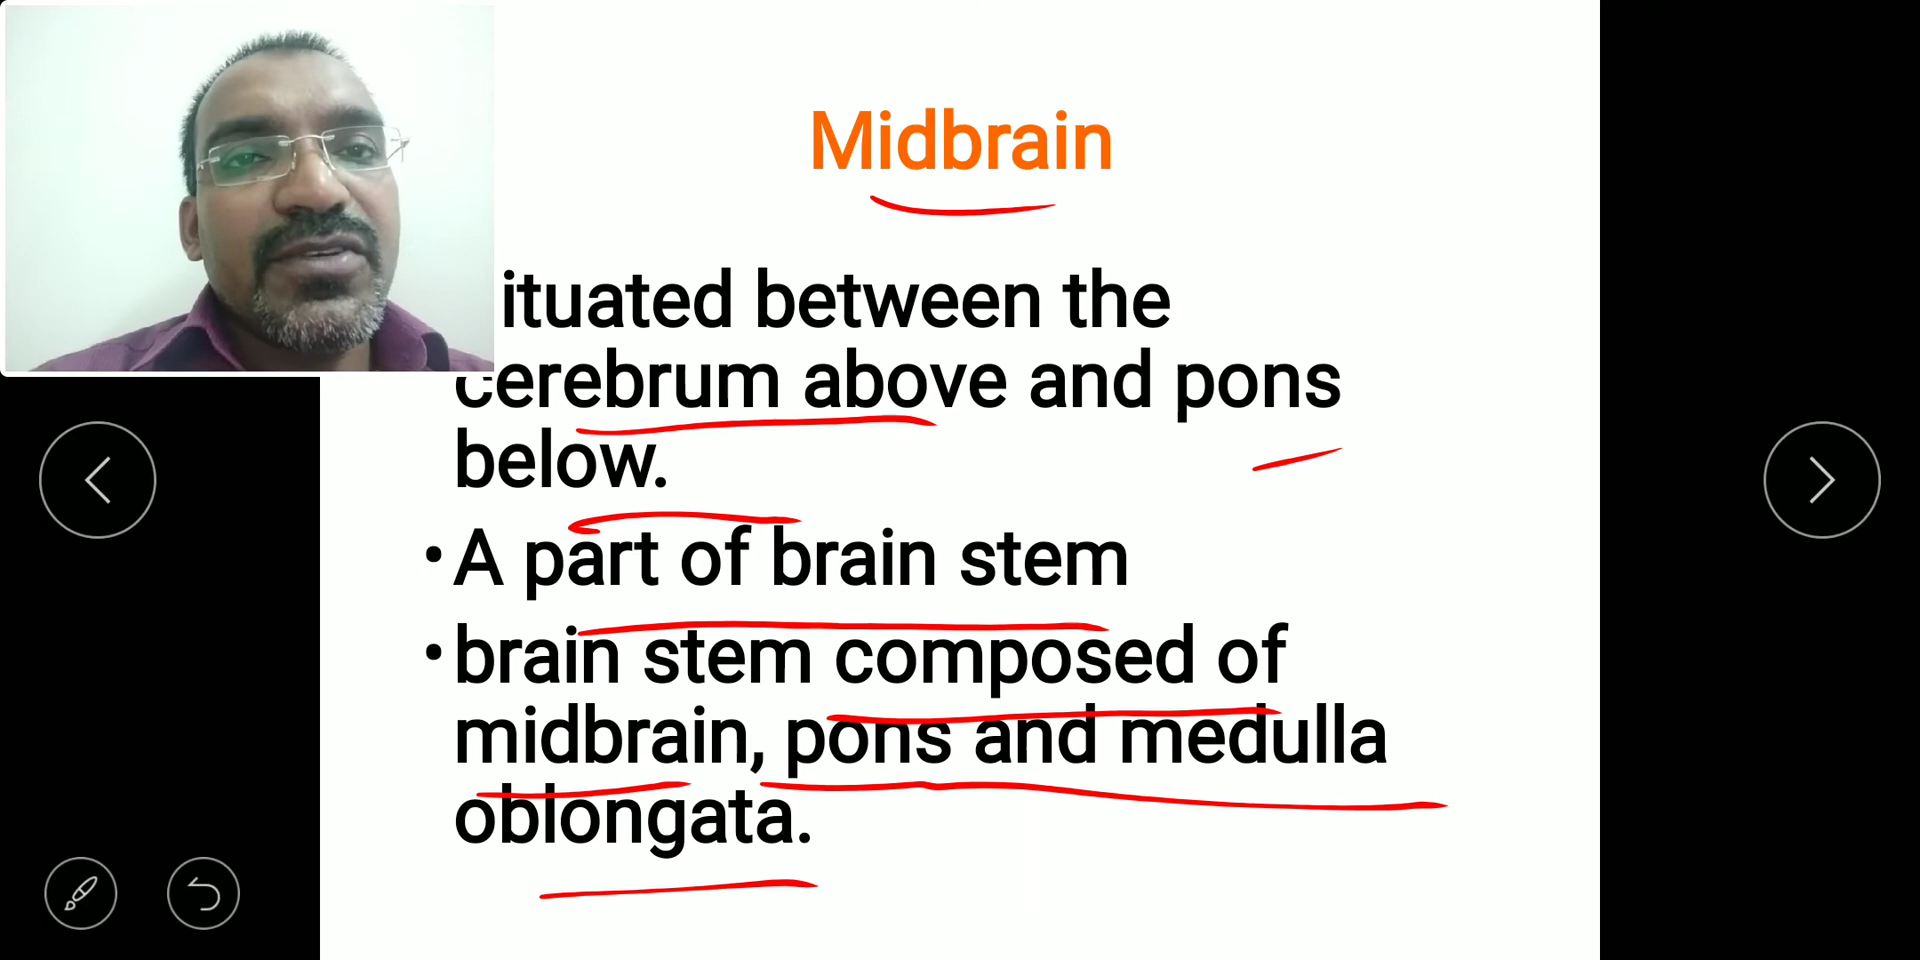 Midbrain
ituated between the
cerebrum above and pons
below.
• A part of brain stem
• brain stem composed of
midbrain, pons and medulla
oblongata.